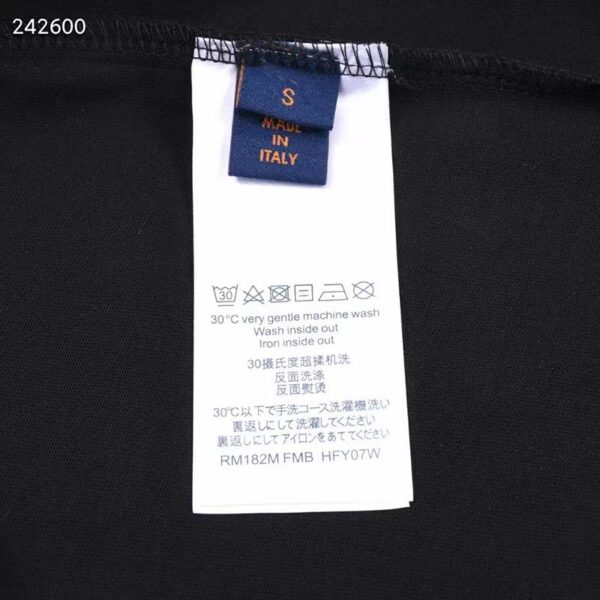 242600
S
MADE
IN
ITALY
30
30°C very gentle machine wash
Wash inside out
Iron inside out
30摄氏度超揉机洗
反面洗涤
反面熨烫
30℃以下で手洗コース洗濯機洗い
裏返しにして洗濯してください
裏返しにしてアイロンをあててください
RM182M FMB HFY07W